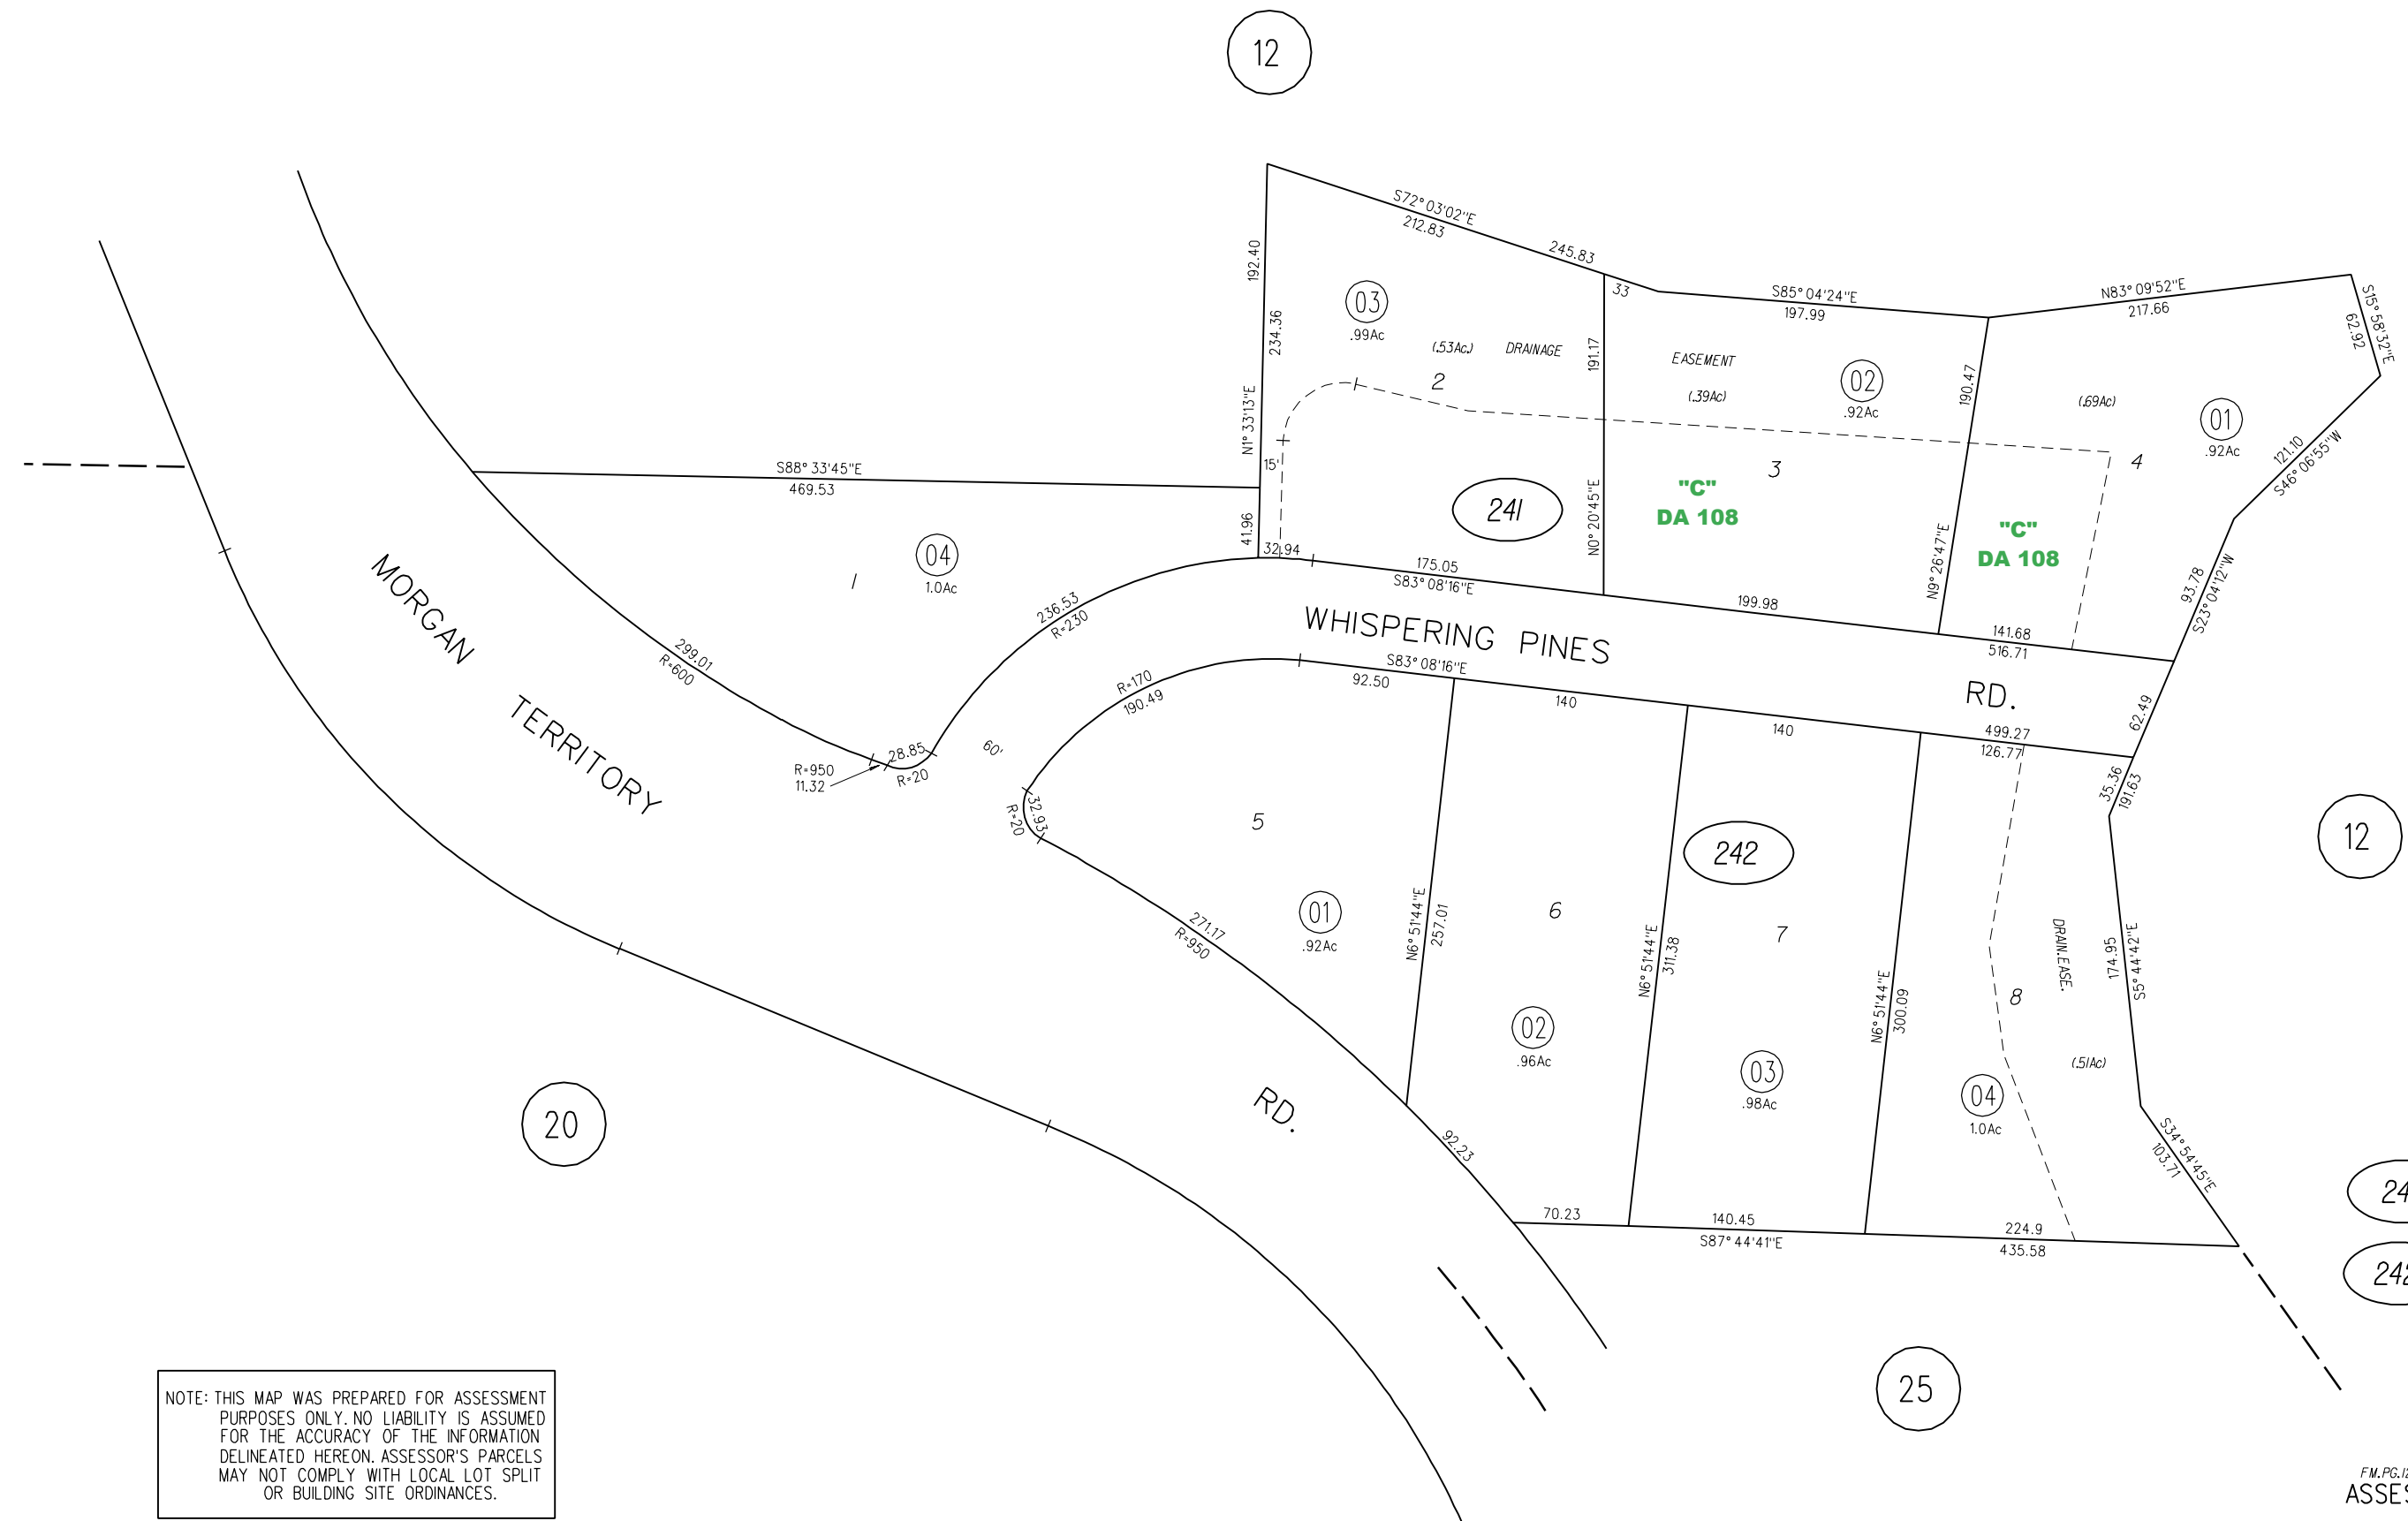 12
S72°03'02"E
212.83
245.83
33
192.40
234.36
N1°33'13"E
15'
41.96
03
.99Ac
(.53Ac.)
DRAINAGE
2
191.17
N0°20'45"E
S85°04'24"E
197.99
EASEMENT
(.39Ac)
02
.92Ac
190.47
N9°26'47"E
N83°09'52"E
217.66
S15°58'32"E
62.92
(.69Ac)
01
.92Ac
4
121.10
S46°06'55"W
3
"C"
DA 108
"C"
DA 108
241
S88°33'45"E
469.53
04
1.0Ac
1
32.94
175.05
S83°08'16"E
199.98
141.68
516.71
93.78
S23°04'12"W
236.53
R=230
299.01
R=600
WHISPERING PINES
RD.
MORGAN
TERRITORY
RD.
28.85
R=20
R=950
11.32
60'
R=170
190.49
S83°08'16"E
92.50
140
140
499.27
126.77
62.49
35.36
191.63
32.93
R=20
5
01
.92Ac
271.17
R=950
N6°51'44"E
257.01
242
6
02
.96Ac
N6°51'44"E
311.38
7
03
.98Ac
N6°51'44"E
300.09
8
DRAIN.EASE.
(.51Ac)
04
1.0Ac
174.95
S5°44'42"E
S34°54'45"E
103.71
92.23
70.23
140.45
S87°44'41"E
224.9
435.58
12
20
25
24
242
NOTE: THIS MAP WAS PREPARED FOR ASSESSMENT
PURPOSES ONLY. NO LIABILITY IS ASSUMED
FOR THE ACCURACY OF THE INFORMATION
DELINEATED HEREON. ASSESSOR'S PARCELS
MAY NOT COMPLY WITH LOCAL LOT SPLIT
OR BUILDING SITE ORDINANCES.
FM.PG.12
ASSES